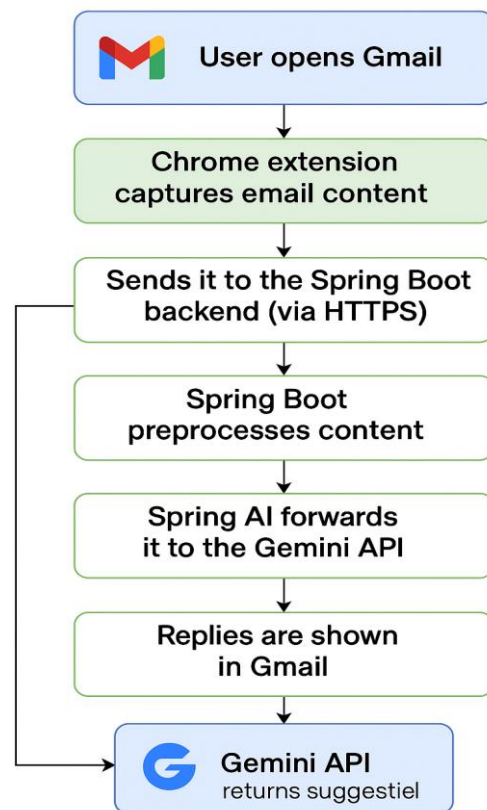 User opens Gmail
Chrome extension
captures email content
Sends it to the Spring Boot
backend (via HTTPS)
Spring Boot
preprocesses content
Spring AI forwards
it to the Gemini API
Replies are shown
in Gmail
Gemini API
returns suggestiel